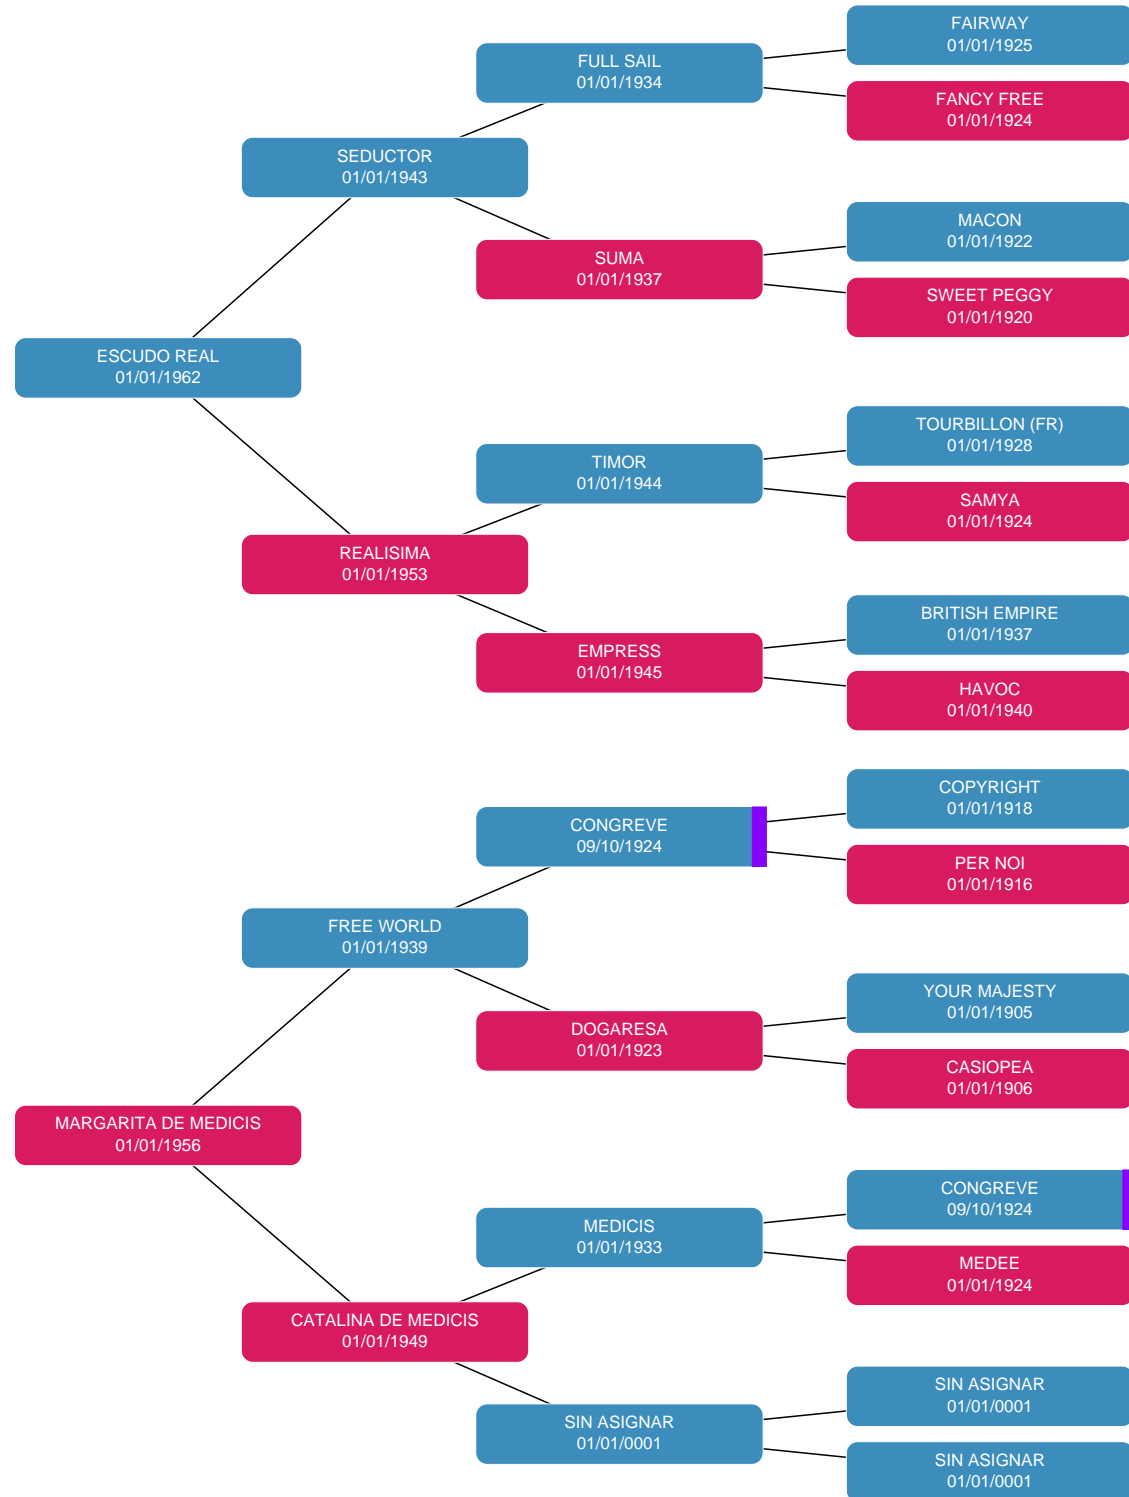 FAIRWAY
01/01/1925
FULL SAIL
01/01/1934
FANCY FREE
01/01/1924
SEDUCTOR
01/01/1943
MACON
01/01/1922
SUMA
01/01/1937
SWEET PEGGY
01/01/1920
ESCUDO REAL
01/01/1962
TOURBILLON (FR)
01/01/1928
TIMOR
01/01/1944
SAMYA
01/01/1924
REALISIMA
01/01/1953
BRITISH EMPIRE
01/01/1937
EMPRESS
01/01/1945
HAVOC
01/01/1940
COPYRIGHT
01/01/1918
CONGREVE
09/10/1924
PER NOI
01/01/1916
FREE WORLD
01/01/1939
YOUR MAJESTY
01/01/1905
DOGARESA
01/01/1923
CASIOPEA
01/01/1906
MARGARITA DE MEDICIS
01/01/1956
CONGREVE
09/10/1924
MEDICIS
01/01/1933
MEDEE
01/01/1924
CATALINA DE MEDICIS
01/01/1949
SIN ASIGNAR
01/01/0001
SIN ASIGNAR
01/01/0001
SIN ASIGNAR
01/01/0001